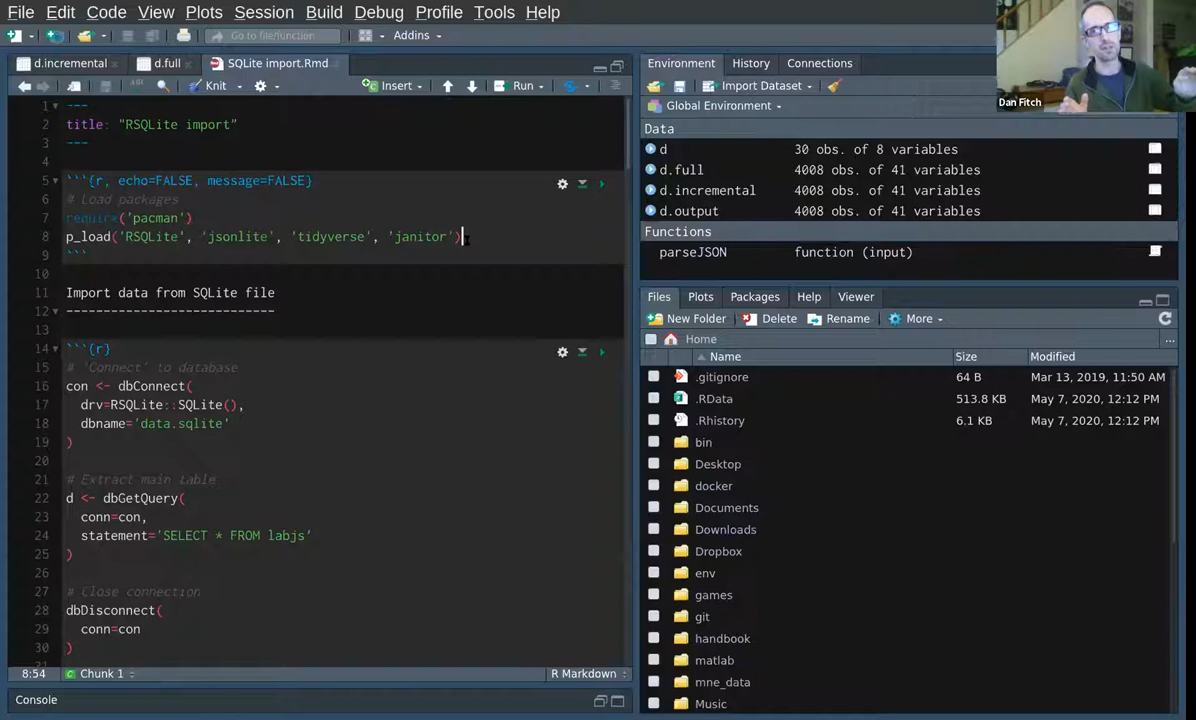 File Edit Code View Plots Session Build Debug Profile Tools Help
Go to file/function Addins
d.incremental d.full SQLite import.Rmd
Knit Insert Run
1 ---
2 title: "RSQLite import"
3 ---
4
5 ```{r, echo=FALSE, message=FALSE}
6 # Load packages
7 require('pacman')
8 p_load('RSQLite', 'jsonlite', 'tidyverse', 'janitor')
9 ```
10
11 Import data from SQLite file
12 ----------------------------
13
14 ```{r}
15 # 'Connect' to database
16 con <- dbConnect(
17 drv=RSQLite::SQLite(),
18 dbname='data.sqlite'
19 )
20
21 # Extract main table
22 d <- dbGetQuery(
23 conn=con,
24 statement='SELECT * FROM labjs'
25 )
26
27 # Close connection
28 dbDisconnect(
29 conn=con
30 )
8:54 Chunk 1 R Markdown
Console
Environment History Connections
Import Dataset
Global Environment
Data
d 30 obs. of 8 variables
d.full 4008 obs. of 41 variables
d.incremental 4008 obs. of 41 variables
d.output 4008 obs. of 41 variables
Functions
parseJSON function (input)
Files Plots Packages Help Viewer
New Folder Delete Rename More
Home ...
Name Size Modified
.gitignore 64 B Mar 13, 2019, 11:50 AM
.RData 513.8 KB May 7, 2020, 12:12 PM
.Rhistory 6.1 KB May 7, 2020, 12:12 PM
bin
Desktop
docker
Documents
Downloads
Dropbox
env
games
git
handbook
matlab
mne_data
Music
Dan Fitch